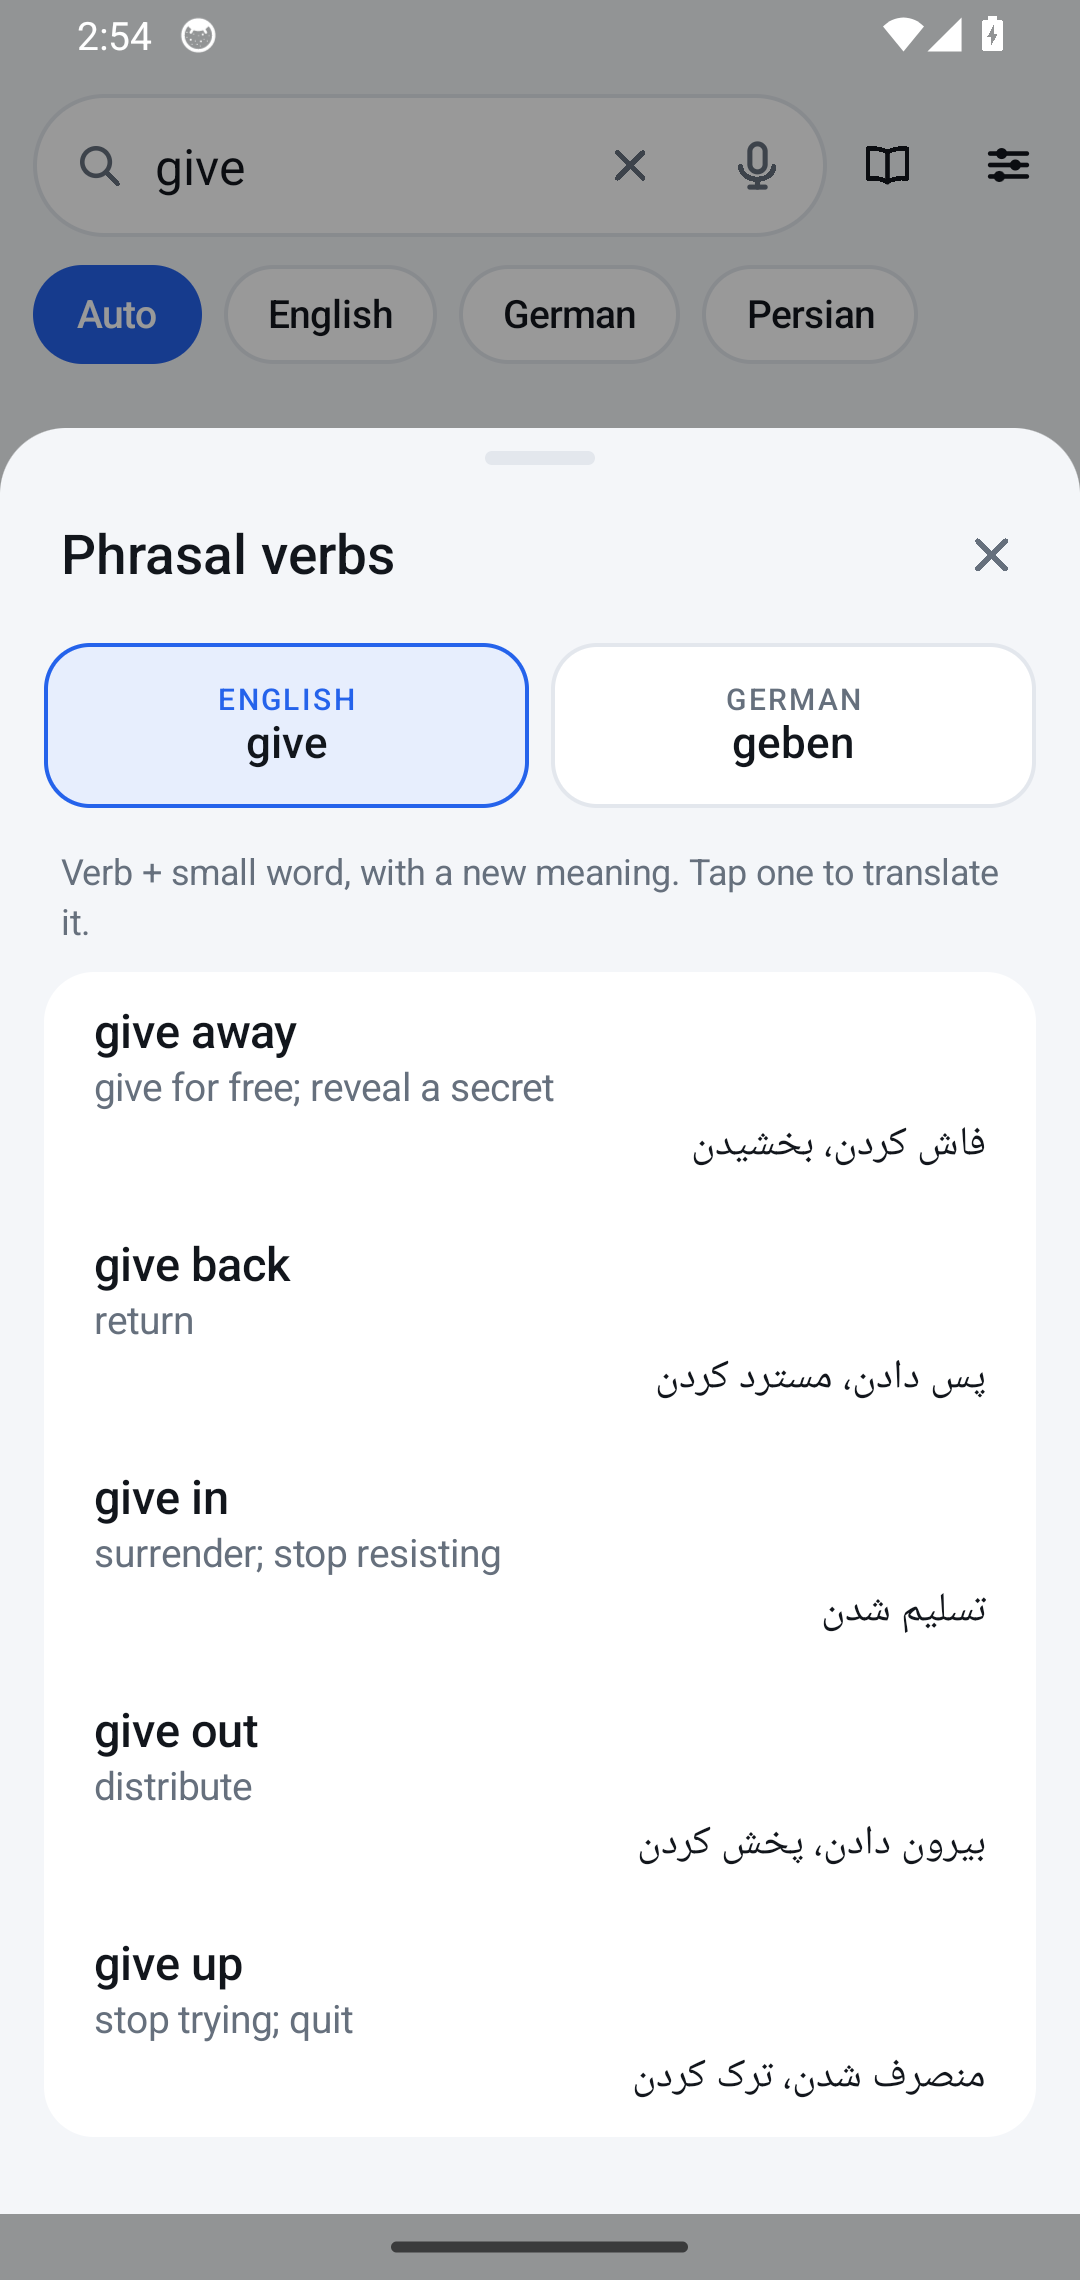 2:54
give
Auto
English
German
Persian
Phrasal verbs
ENGLISH
give
GERMAN
geben
Verb + small word, with a new meaning. Tap one to translate
it.
give away
give for free; reveal a secret
فاش کردن، بخشیدن
give back
return
پس دادن، مسترد کردن
give in
surrender; stop resisting
تسلیم شدن
give out
distribute
بیرون دادن، پخش کردن
give up
stop trying; quit
منصرف شدن، ترک کردن